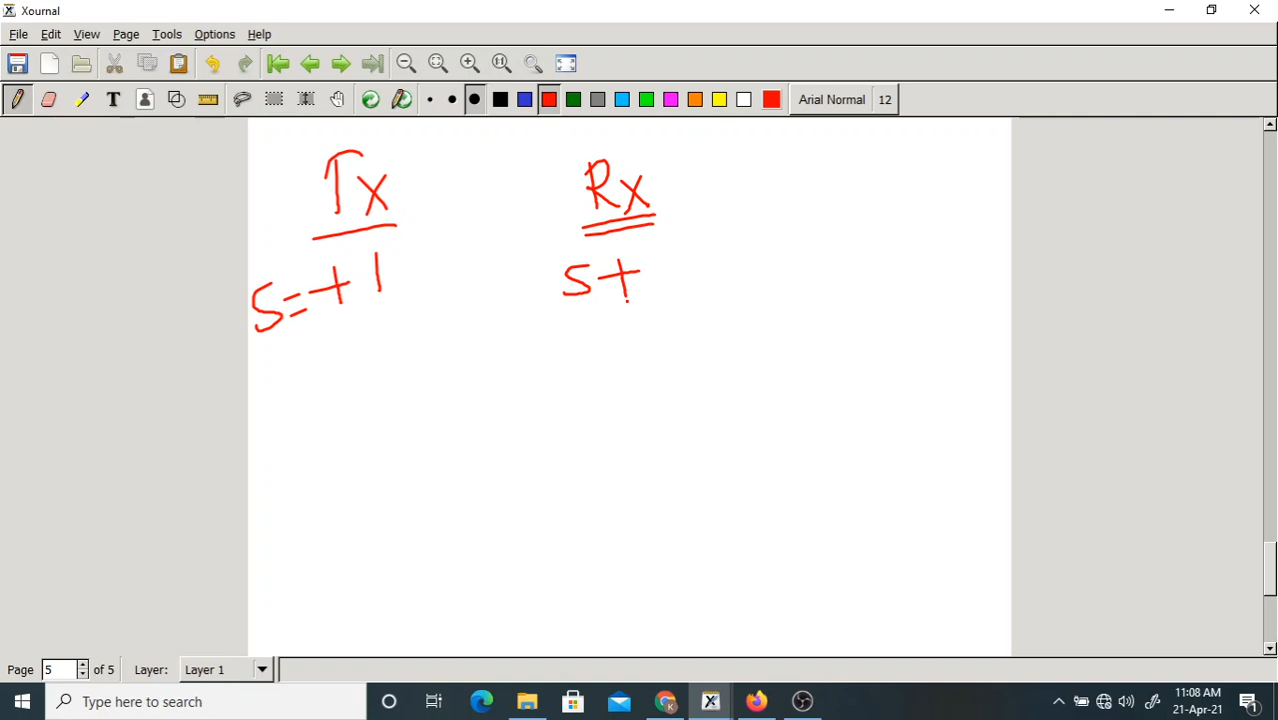 Xournal
File Edit View Page Tools Options Help
Arial Normal 12
Tx Rx
S=+1 S+
Page 5 of 5 Layer: Layer 1
Type here to search
11:08 AM
21-Apr-21